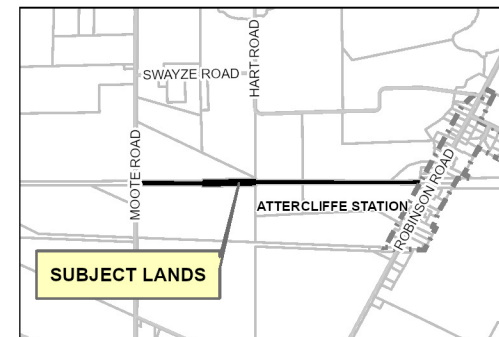 SWAYZE ROAD
HART ROAD
MOOTE ROAD
ROBINSON ROAD
ATTERCLIFFE STATION
SUBJECT LANDS